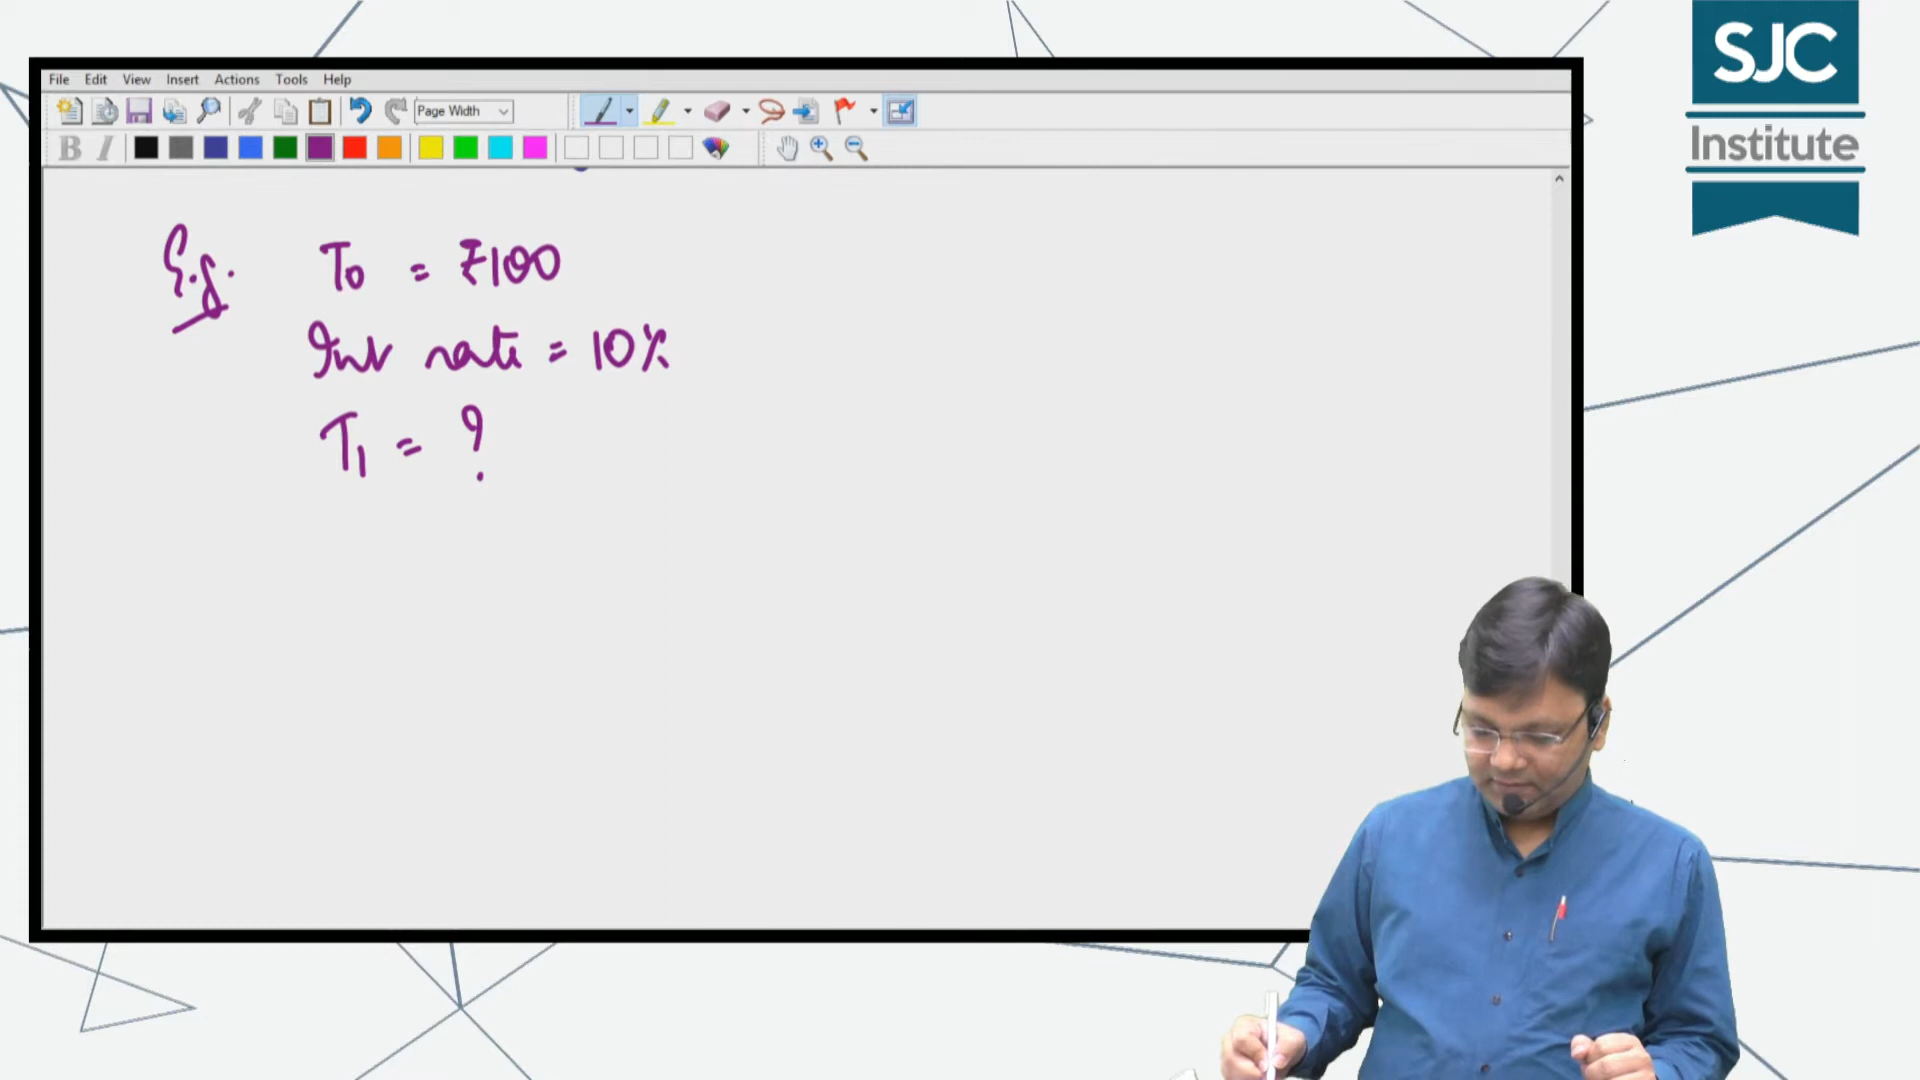 File Edit View Insert Actions Tools Help
Page Width
B I
E.g. T0 = ₹100
Int rate = 10%
T1 = ?
SJC
Institute